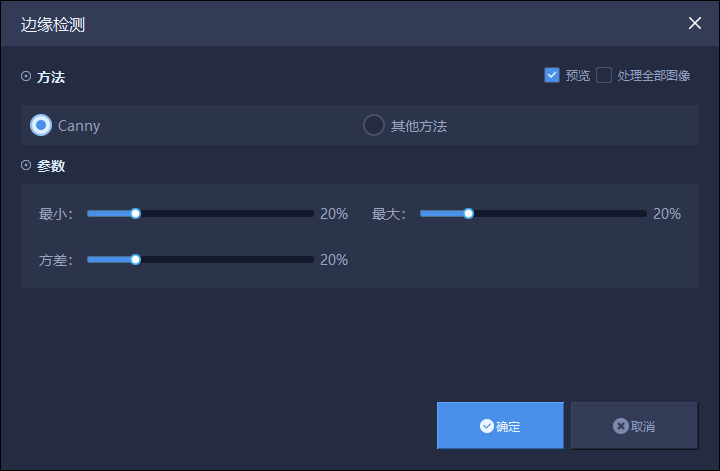 边缘检测
方法 预览 处理全部图像
Canny 其他方法
参数
最小: 20% 最大: 20%
方差: 20%
确定 取消